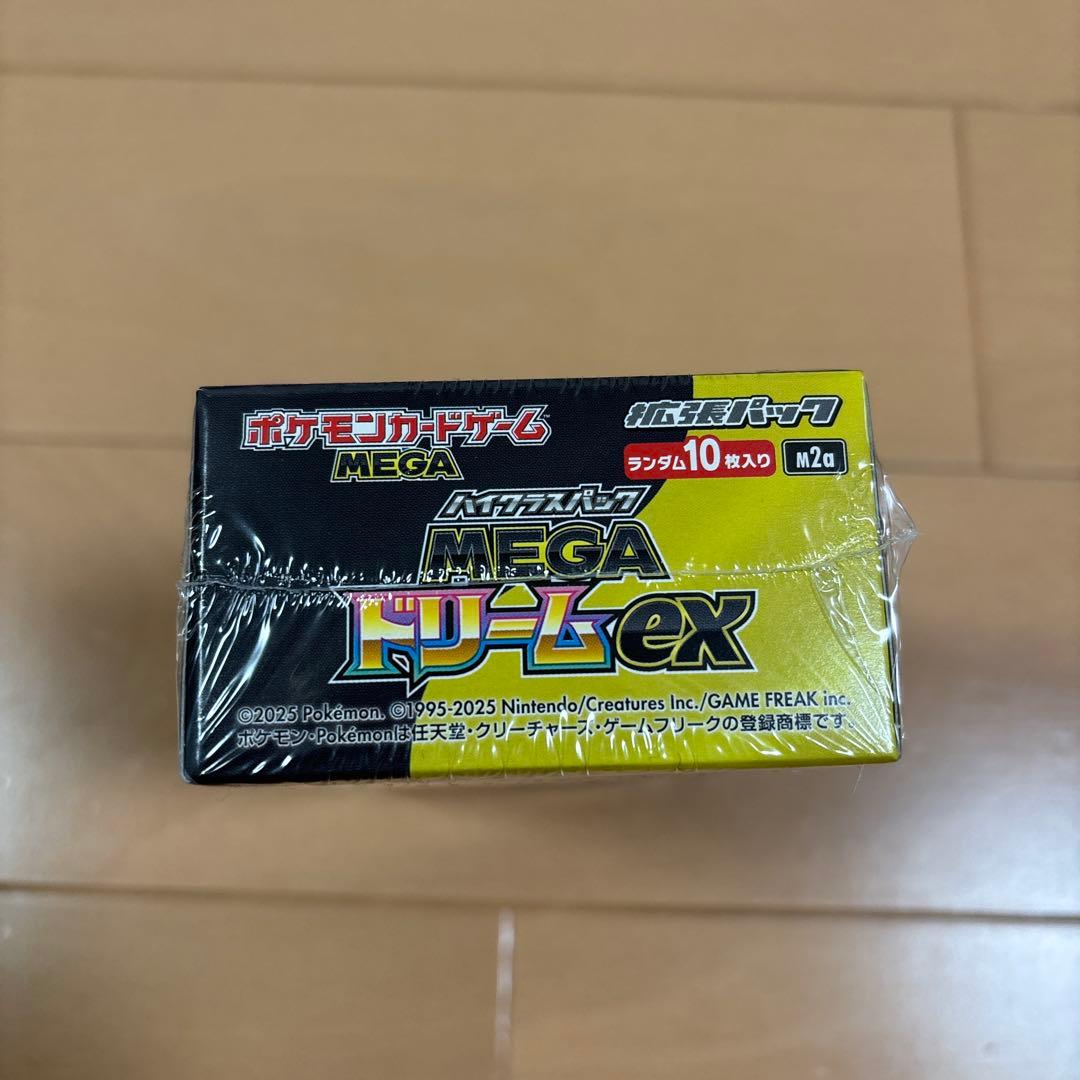 ポケモンカードゲーム™
MEGA
拡張パック
ランダム10枚入り M2a
ハイクラスパック
MEGA
ドリームex
©2025 Pokémon. ©1995-2025 Nintendo/Creatures Inc./GAME FREAK inc.
ポケモン・Pokémonは任天堂・クリーチャーズ・ゲームフリークの登録商標です。